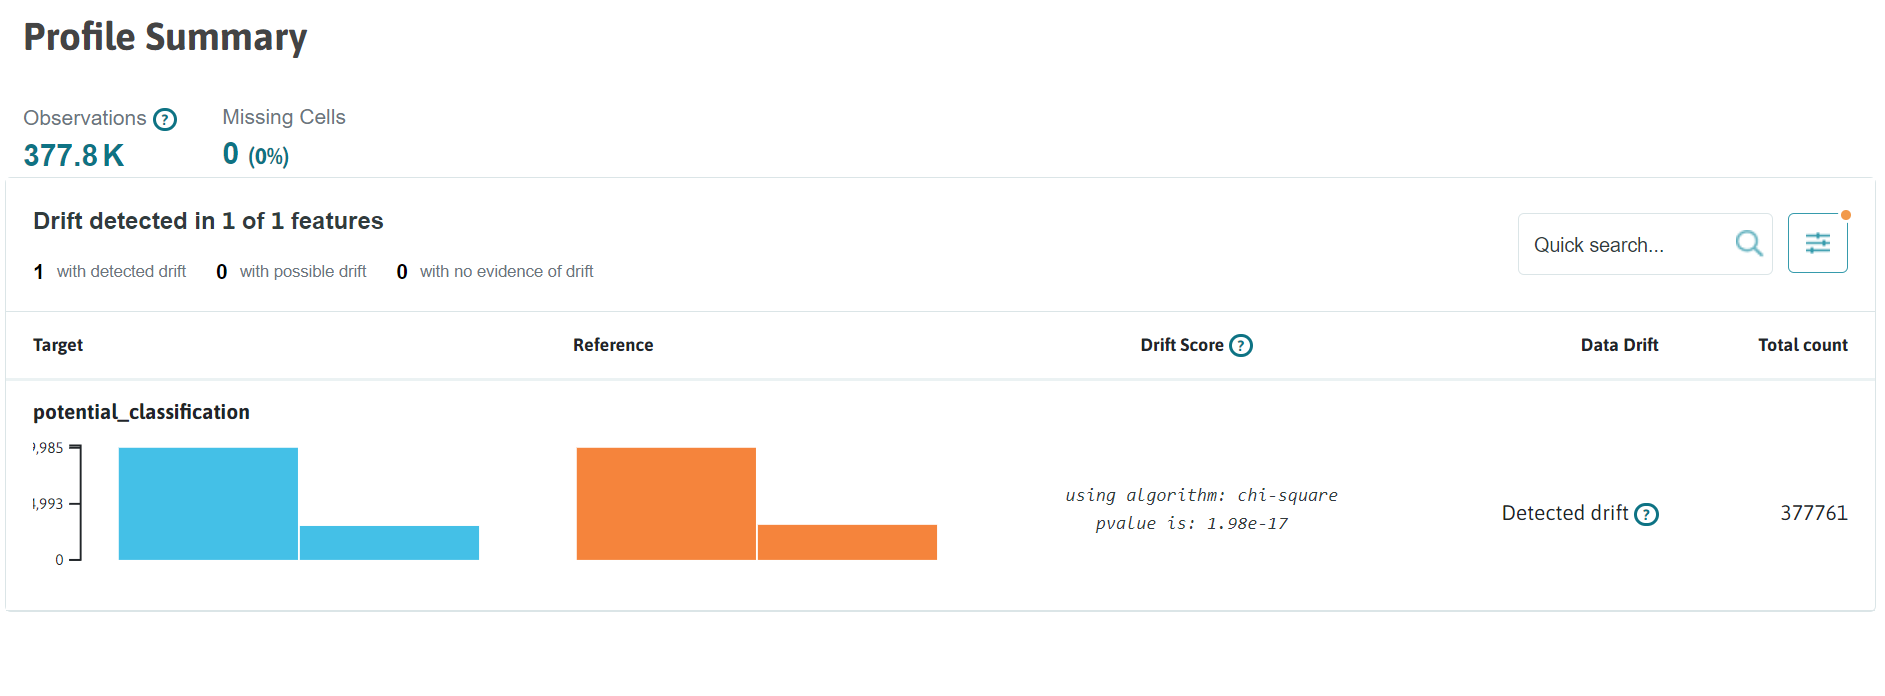 Profile Summary
Observations ?
377.8 K
Missing Cells
0 (0%)
Drift detected in 1 of 1 features
1 with detected drift 0 with possible drift 0 with no evidence of drift
Quick search...
Target Reference Drift Score ? Data Drift Total count
potential_classification
,985
,993
0
using algorithm: chi-square
pvalue is: 1.98e-17
Detected drift ?
377761